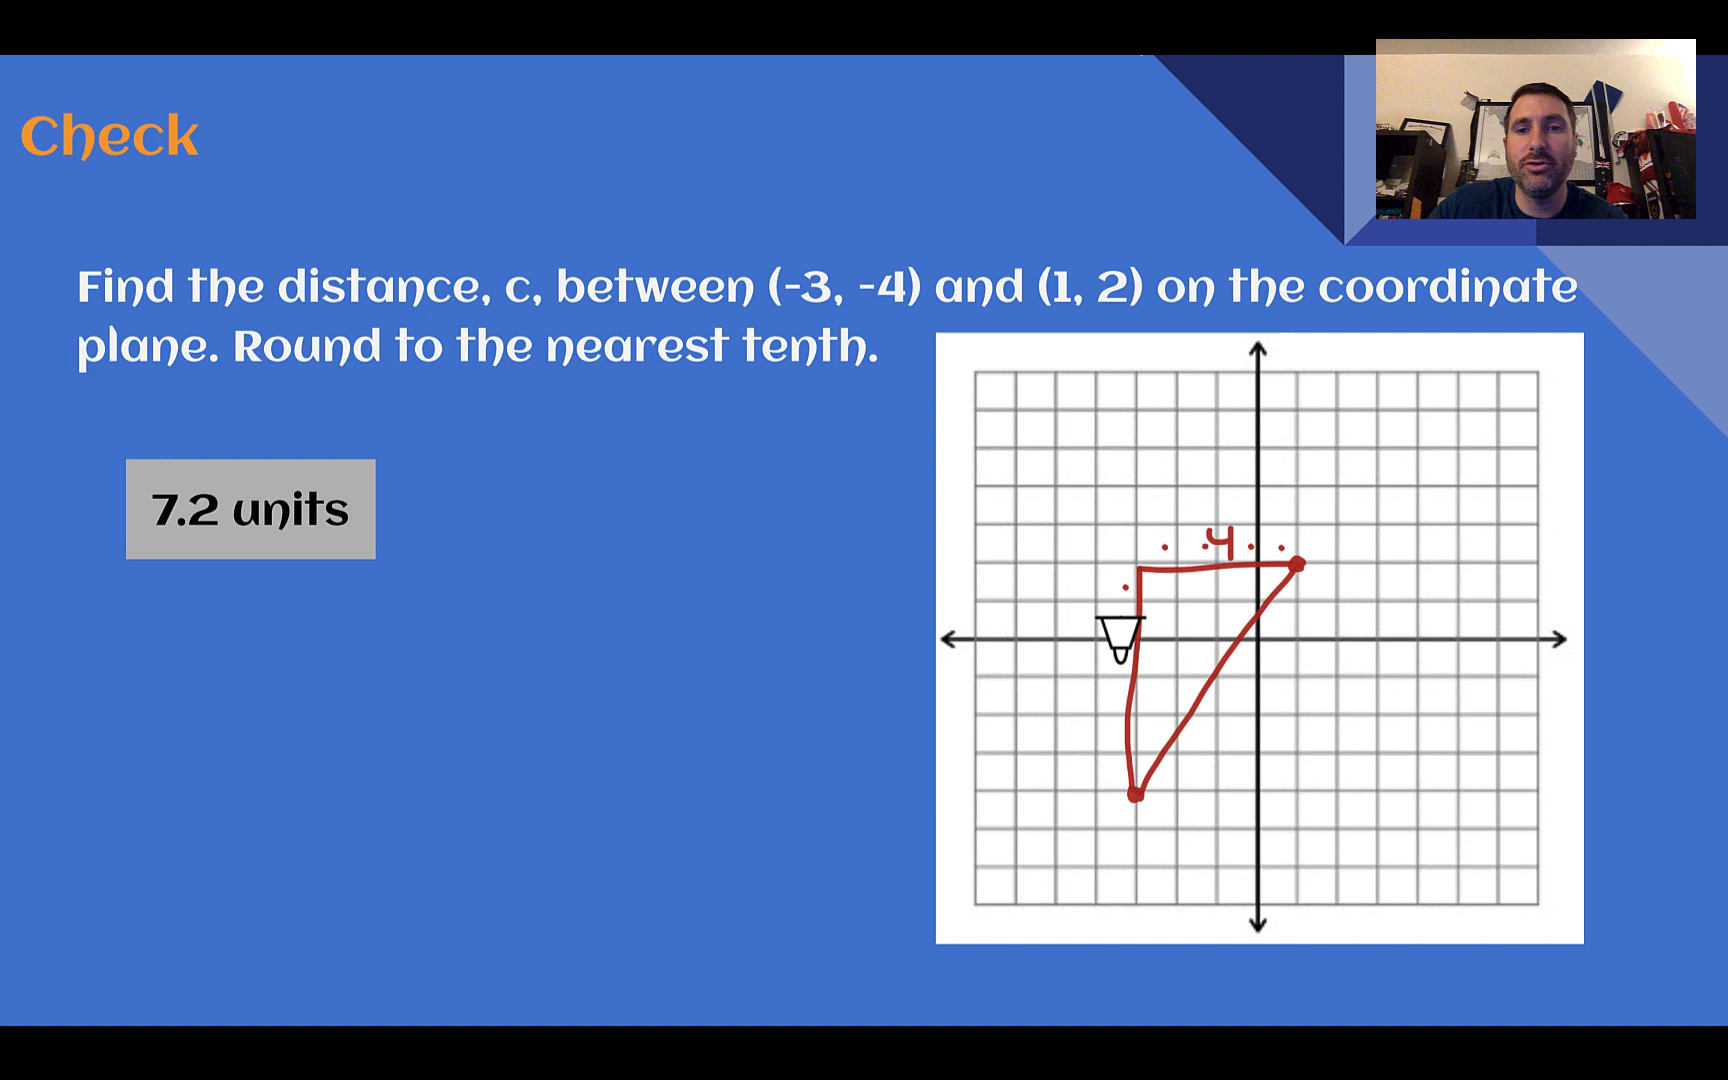 Check
Find the distance, c, between (-3, -4) and (1, 2) on the coordinate
plane. Round to the nearest tenth.
7.2 units
4